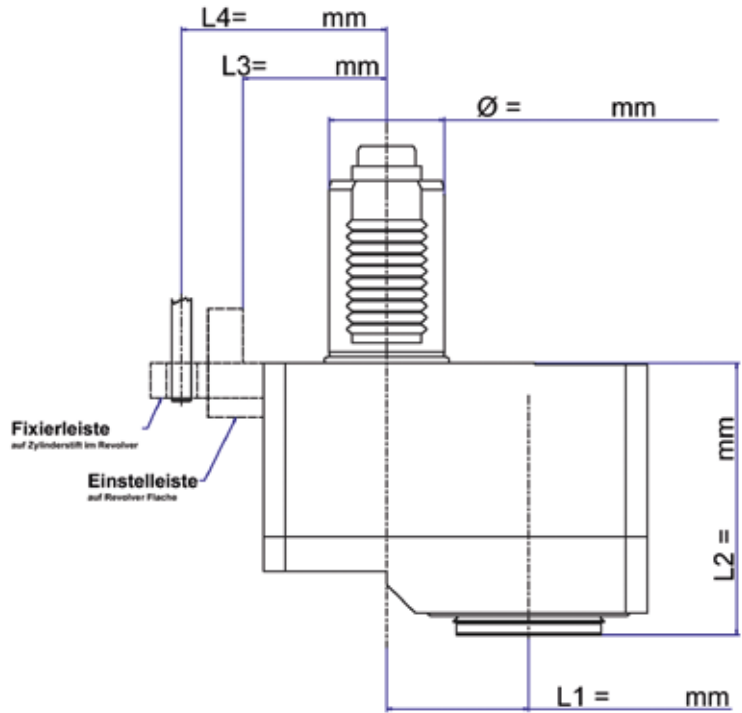 L4= mm
L3= mm
Ø = mm
Fixierleiste
auf Zylinderstift im Revolver
Einstelleiste
auf Revolver Flache
L2 = mm
L1 = mm